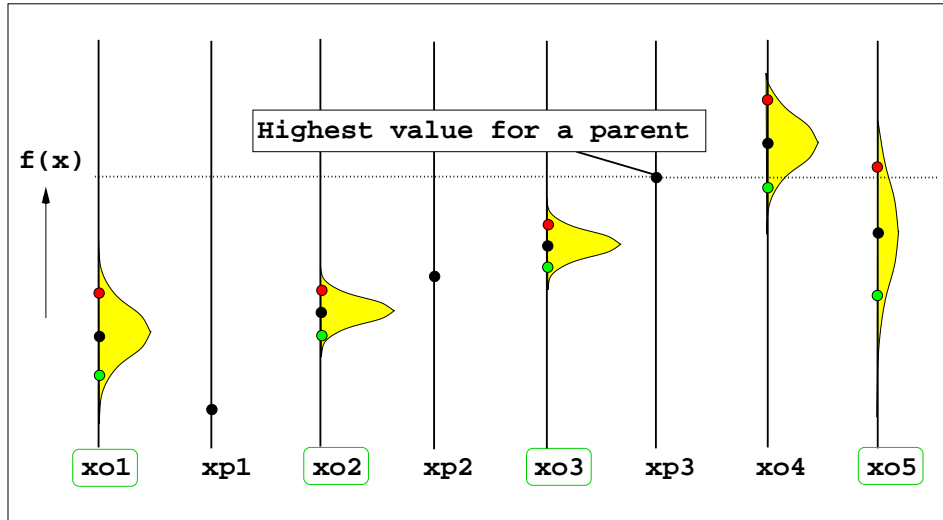 Highest value for a parent
f(x)
xo1 xp1 xo2 xp2 xo3 xp3 xo4 xo5